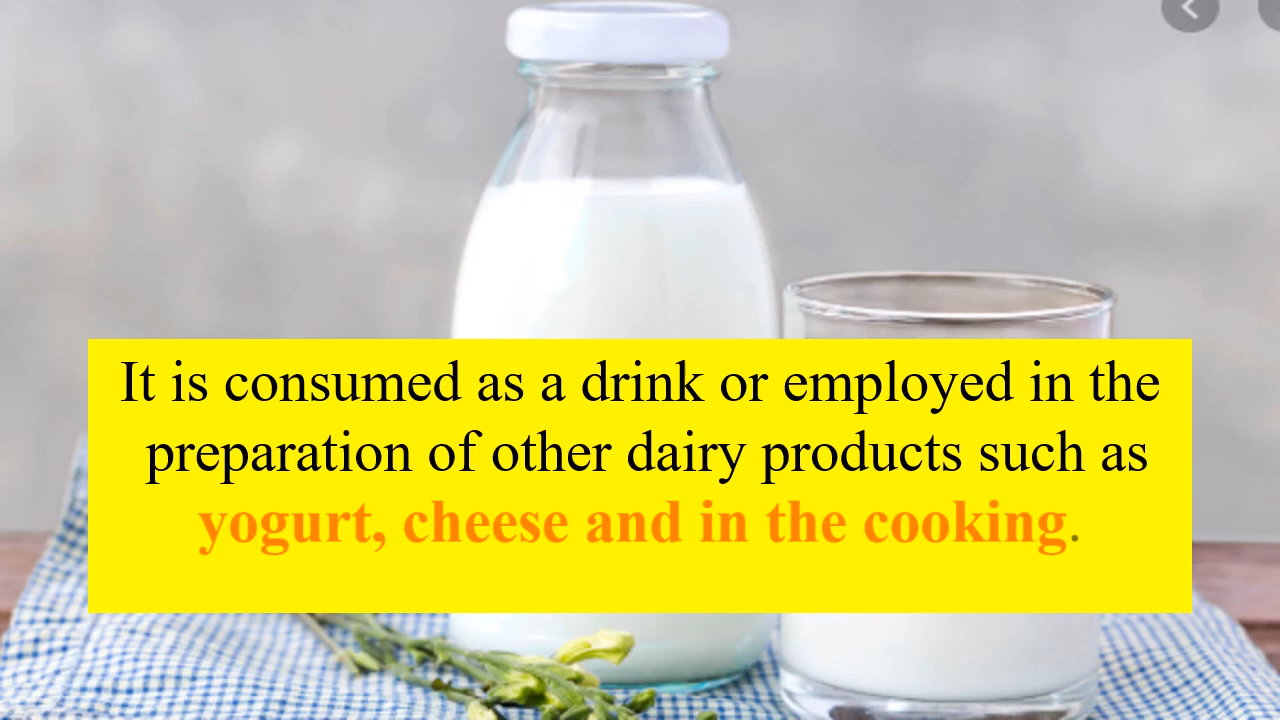 It is consumed as a drink or employed in the
preparation of other dairy products such as
yogurt, cheese and in the cooking.